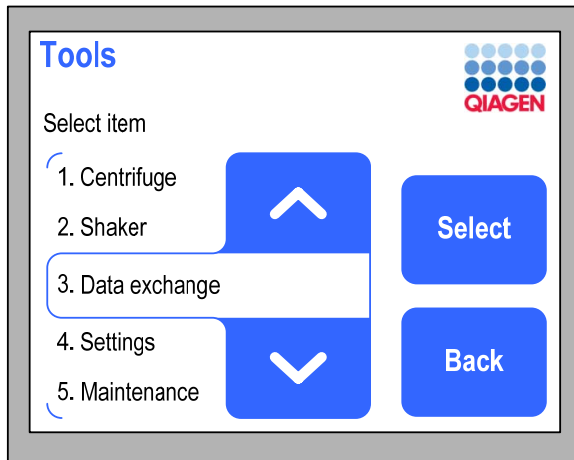 Tools
QIAGEN
Select item
1. Centrifuge
2. Shaker
3. Data exchange
4. Settings
5. Maintenance
Select
Back